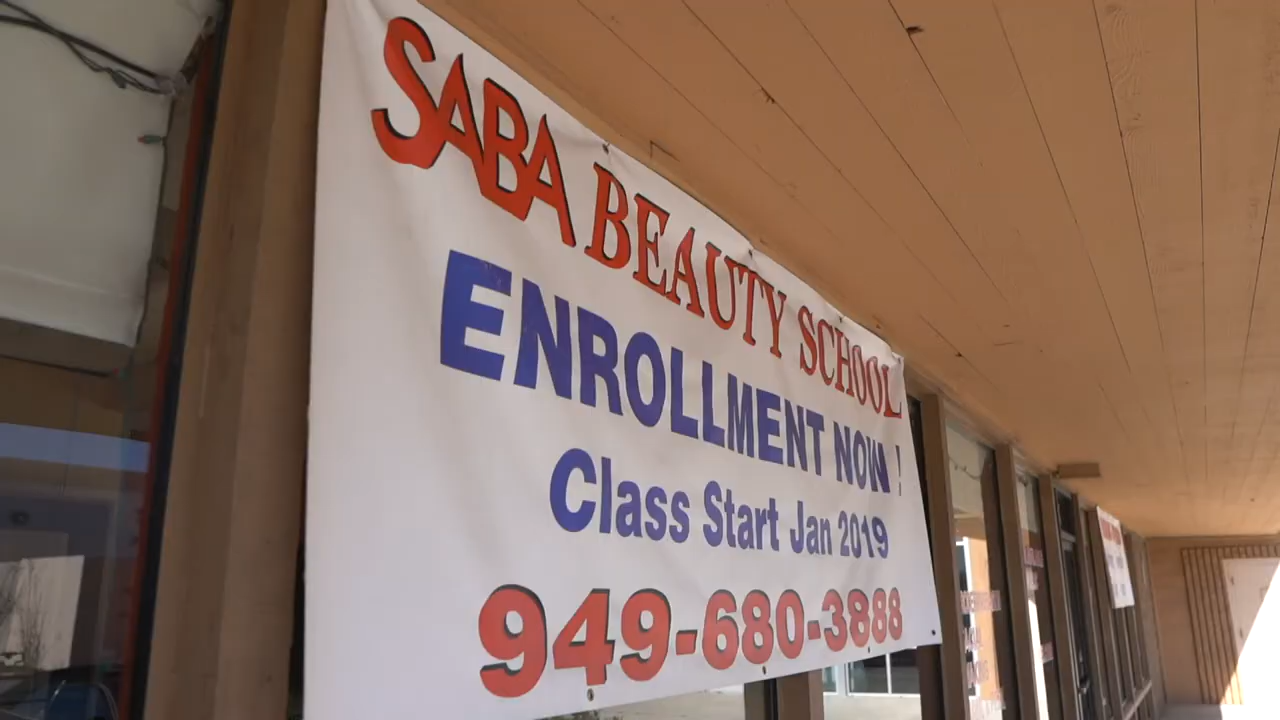 SABA BEAUTY SCHOOL
ENROLLMENT NOW !
Class Start Jan 2019
949-680-3888